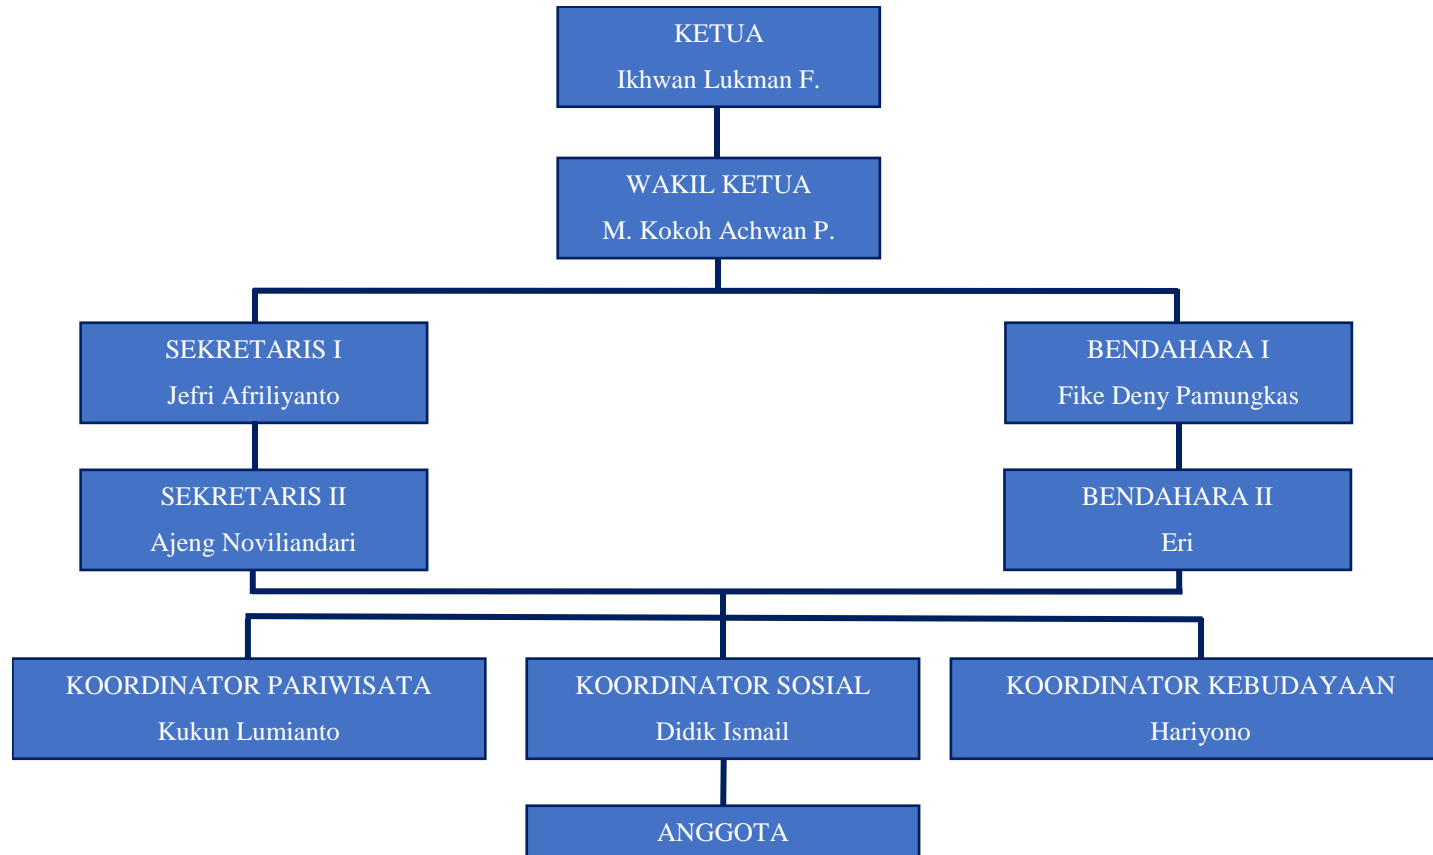 KETUA
Ikhwan Lukman F.
WAKIL KETUA
M. Kokoh Achwan P.
SEKRETARIS I
Jefri Afriliyanto
BENDAHARA I
Fike Deny Pamungkas
SEKRETARIS II
Ajeng Noviliandari
BENDAHARA II
Eri
KOORDINATOR PARIWISATA
Kukun Lumianto
KOORDINATOR SOSIAL
Didik Ismail
KOORDINATOR KEBUDAYAAN
Hariyono
ANGGOTA